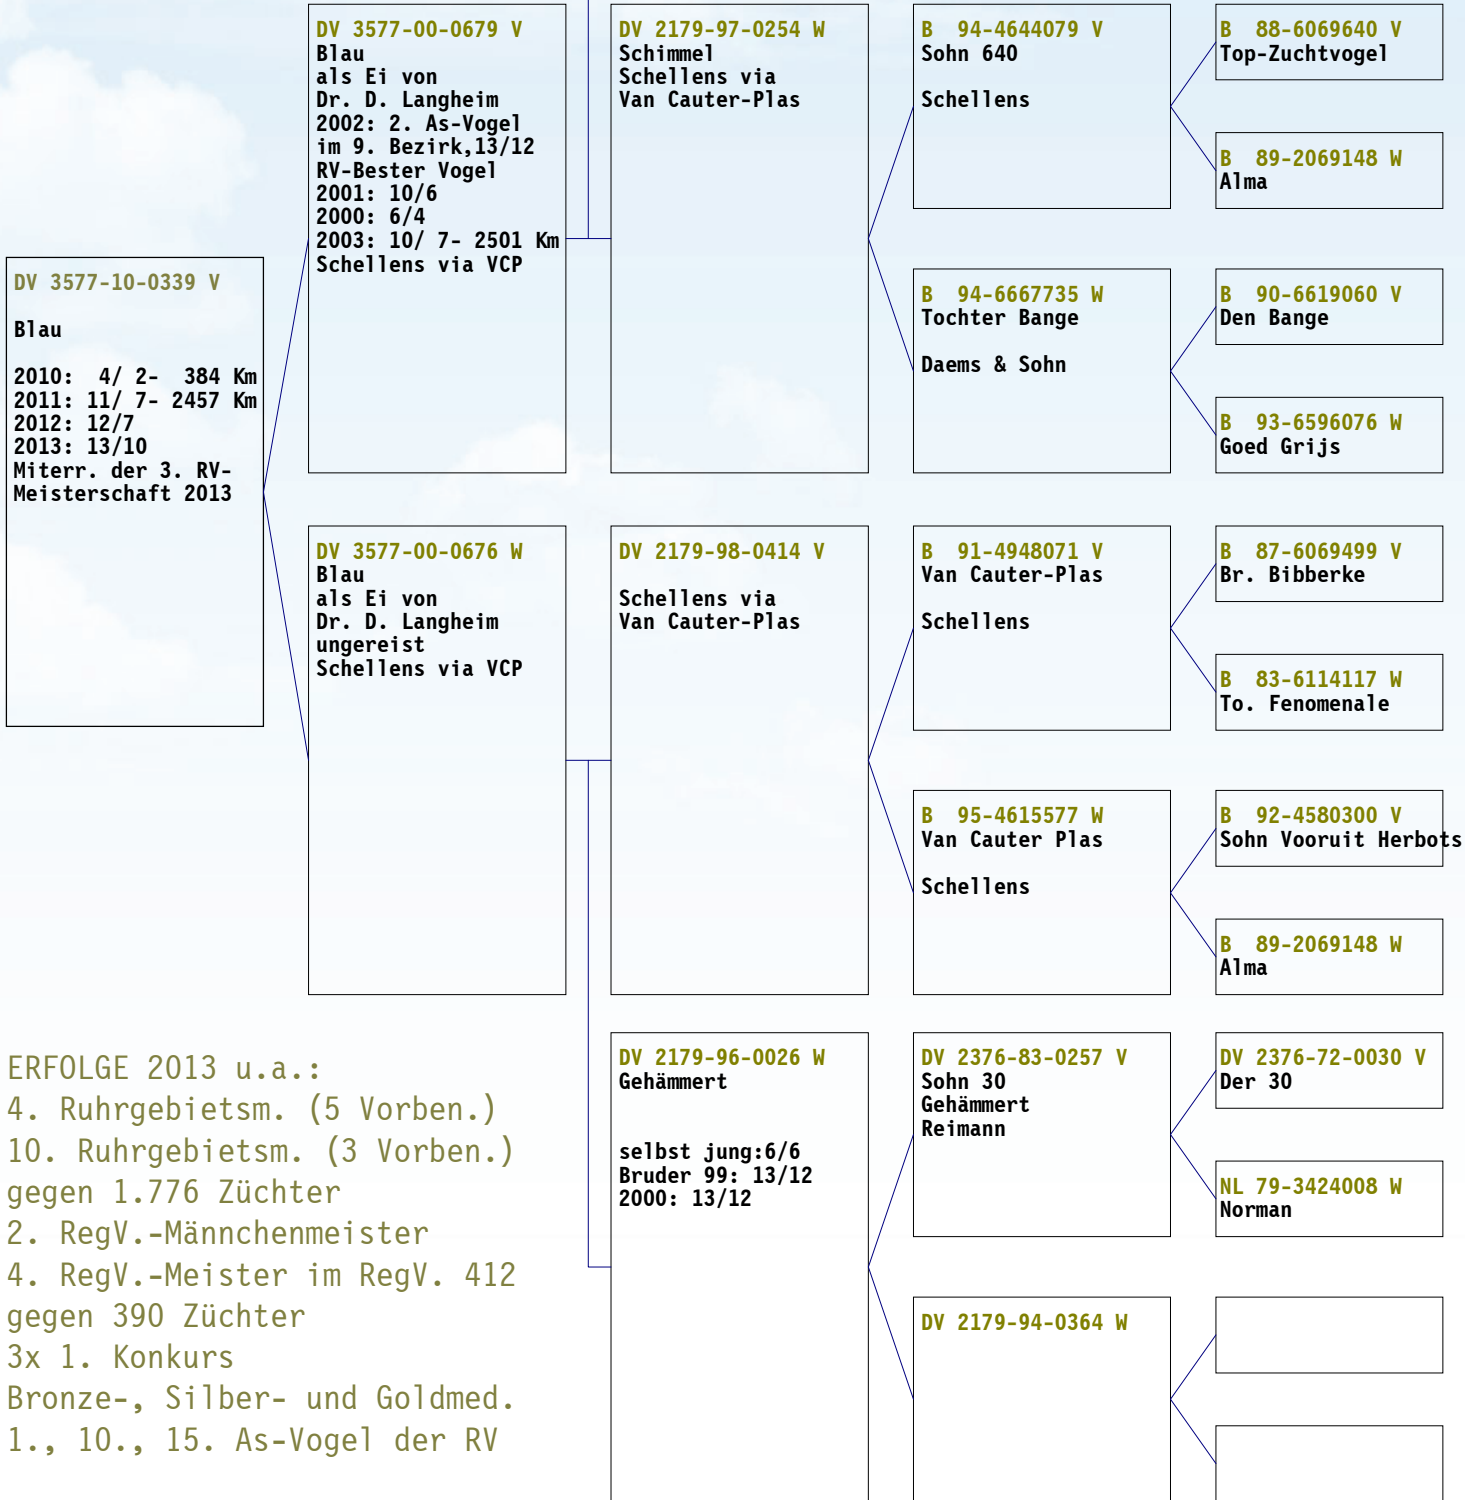 DV 3577-10-0339 V
Blau
2010:  4/ 2-  384 Km
2011: 11/ 7- 2457 Km
2012: 12/7
2013: 13/10
Miterr. der 3. RV-
Meisterschaft 2013
DV 3577-00-0679 V
Blau
als Ei von
Dr. D. Langheim
2002: 2. As-Vogel
im 9. Bezirk,13/12
RV-Bester Vogel
2001: 10/6
2000: 6/4
2003: 10/ 7- 2501 Km
Schellens via VCP
DV 3577-00-0676 W
Blau
als Ei von
Dr. D. Langheim
ungereist
Schellens via VCP
DV 2179-97-0254 W
Schimmel
Schellens via
Van Cauter-Plas
DV 2179-98-0414 V
Schellens via
Van Cauter-Plas
DV 2179-96-0026 W
Gehämmert
selbst jung:6/6
Bruder 99: 13/12
2000: 13/12
B  94-4644079 V
Sohn 640
Schellens
B  94-6667735 W
Tochter Bange
Daems & Sohn
B  91-4948071 V
Van Cauter-Plas
Schellens
B  95-4615577 W
Van Cauter Plas
Schellens
DV 2376-83-0257 V
Sohn 30
Gehämmert
Reimann
DV 2179-94-0364 W
B  88-6069640 V
Top-Zuchtvogel
B  89-2069148 W
Alma
B  90-6619060 V
Den Bange
B  93-6596076 W
Goed Grijs
B  87-6069499 V
Br. Bibberke
B  83-6114117 W
To. Fenomenale
B  92-4580300 V
Sohn Vooruit Herbots
B  89-2069148 W
Alma
DV 2376-72-0030 V
Der 30
NL 79-3424008 W
Norman
ERFOLGE 2013 u.a.:
4. Ruhrgebietsm. (5 Vorben.)
10. Ruhrgebietsm. (3 Vorben.)
gegen 1.776 Züchter
2. RegV.-Männchenmeister
4. RegV.-Meister im RegV. 412
gegen 390 Züchter
3x 1. Konkurs
Bronze-, Silber- und Goldmed.
1., 10., 15. As-Vogel der RV